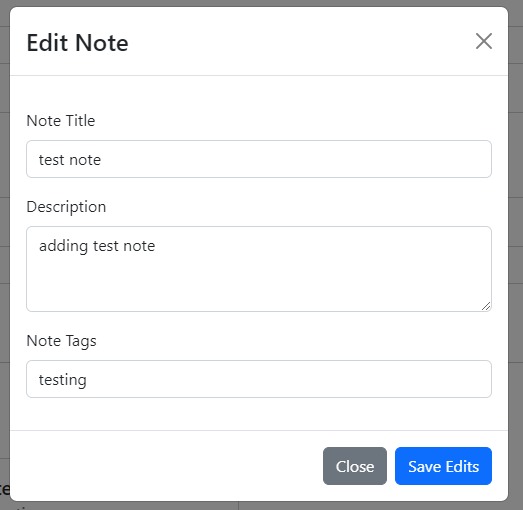 Edit Note
Note Title
test note
Description
adding test note
Note Tags
testing
Close Save Edits